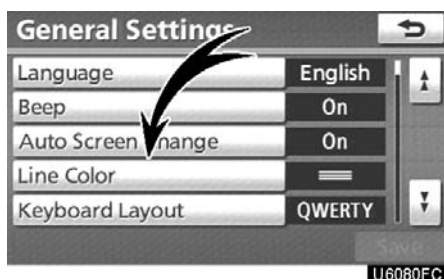 General Settings
Language English
Beep On
Auto Screen Change On
Line Color
Keyboard Layout QWERTY
Save
U6080EC